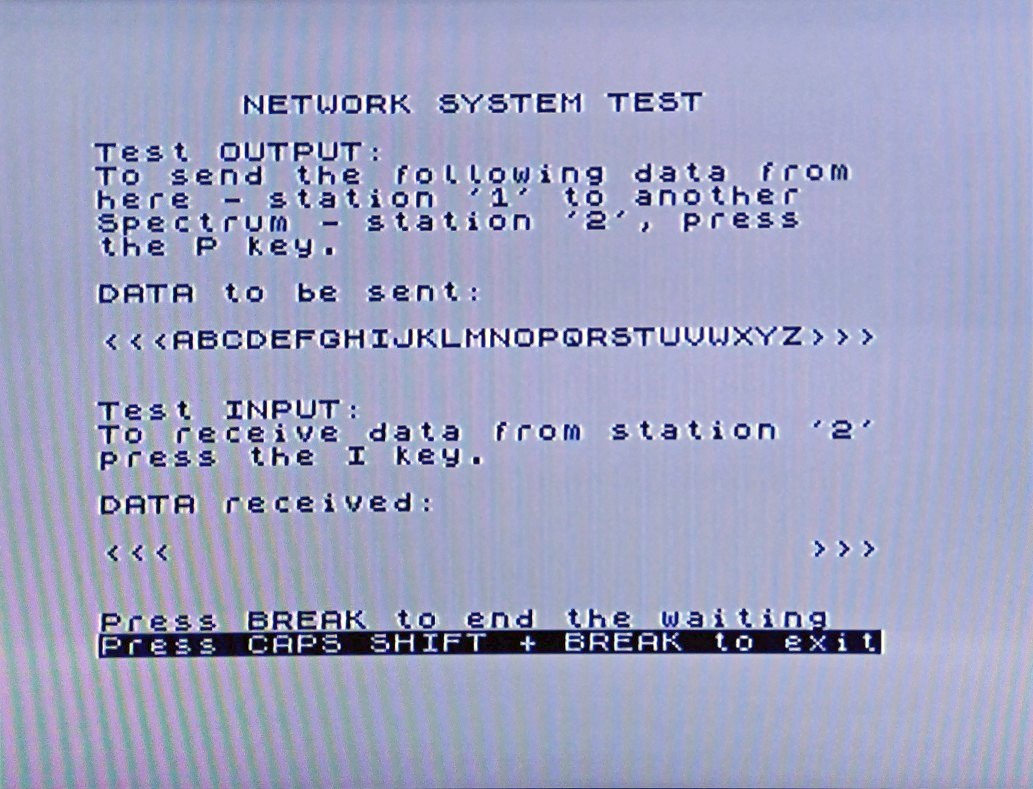 NETWORK SYSTEM TEST
Test OUTPUT:
To send the following data from
here - station '1' to another
Spectrum - station '2', press
the P key.
DATA to be sent:
<<<ABCDEFGHIJKLMNOPQRSTUVWXYZ>>>
Test INPUT:
To receive data from station '2'
press the I key.
DATA received:
<<< >>>
Press BREAK to end the waiting
Press CAPS SHIFT + BREAK to exit